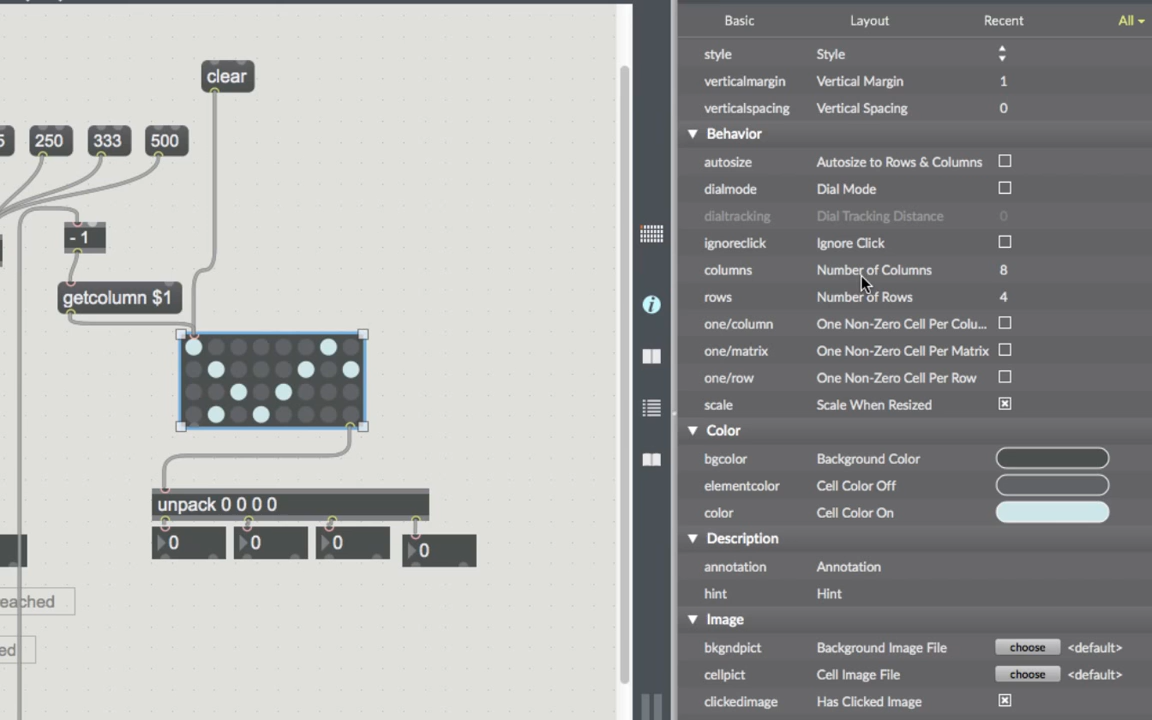 clear
5 250 333 500
- 1
getcolumn $1
unpack 0 0 0 0
0 0 0 0
eached
ed
Basic Layout Recent All
style Style
verticalmargin Vertical Margin 1
verticalspacing Vertical Spacing 0
Behavior
autosize Autosize to Rows & Columns
dialmode Dial Mode
dialtracking Dial Tracking Distance 0
ignoreclick Ignore Click
columns Number of Columns 8
rows Number of Rows 4
one/column One Non-Zero Cell Per Colu...
one/matrix One Non-Zero Cell Per Matrix
one/row One Non-Zero Cell Per Row
scale Scale When Resized
Color
bgcolor Background Color
elementcolor Cell Color Off
color Cell Color On
Description
annotation Annotation
hint Hint
Image
bkgndpict Background Image File choose <default>
cellpict Cell Image File choose <default>
clickedimage Has Clicked Image